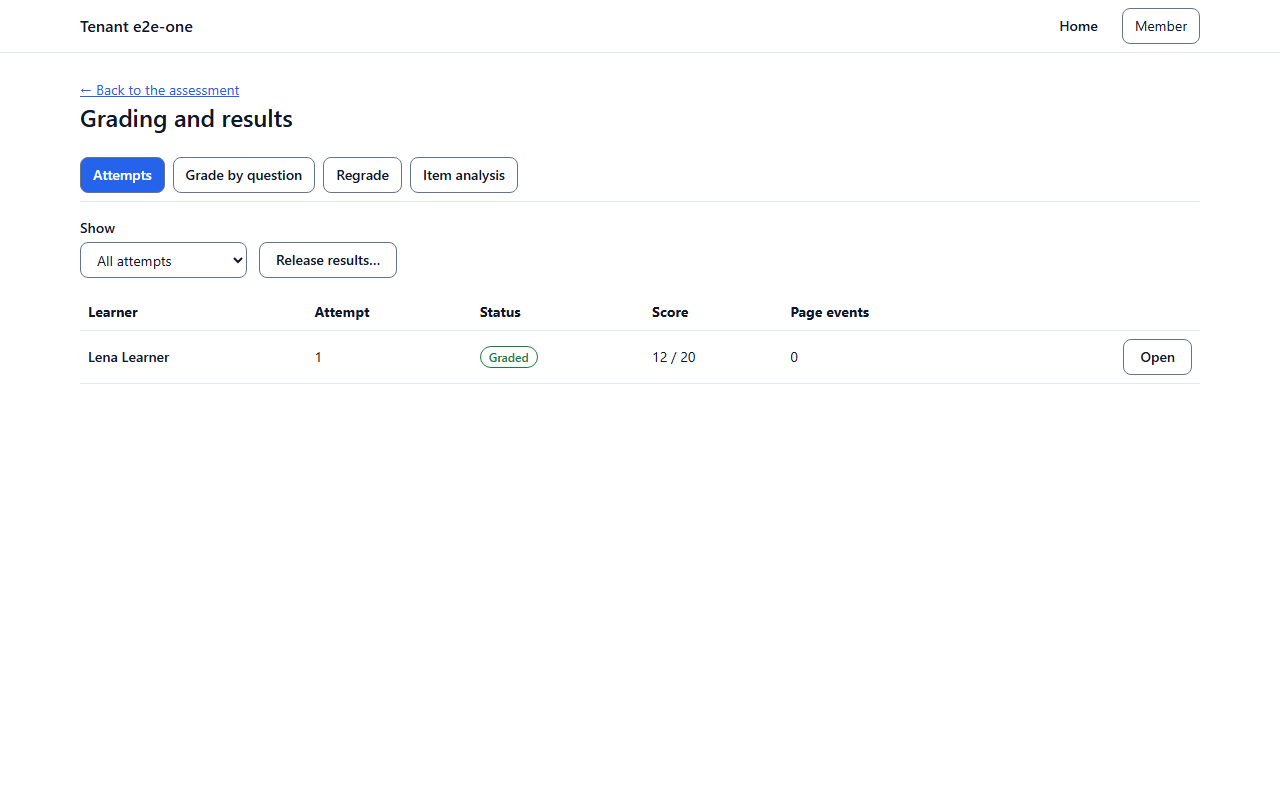 Tenant e2e-one
Home
Member
← Back to the assessment
Grading and results
Attempts
Grade by question
Regrade
Item analysis
Show
All attempts
Release results...
Learner Attempt Status Score Page events
Lena Learner 1 Graded 12 / 20 0 Open